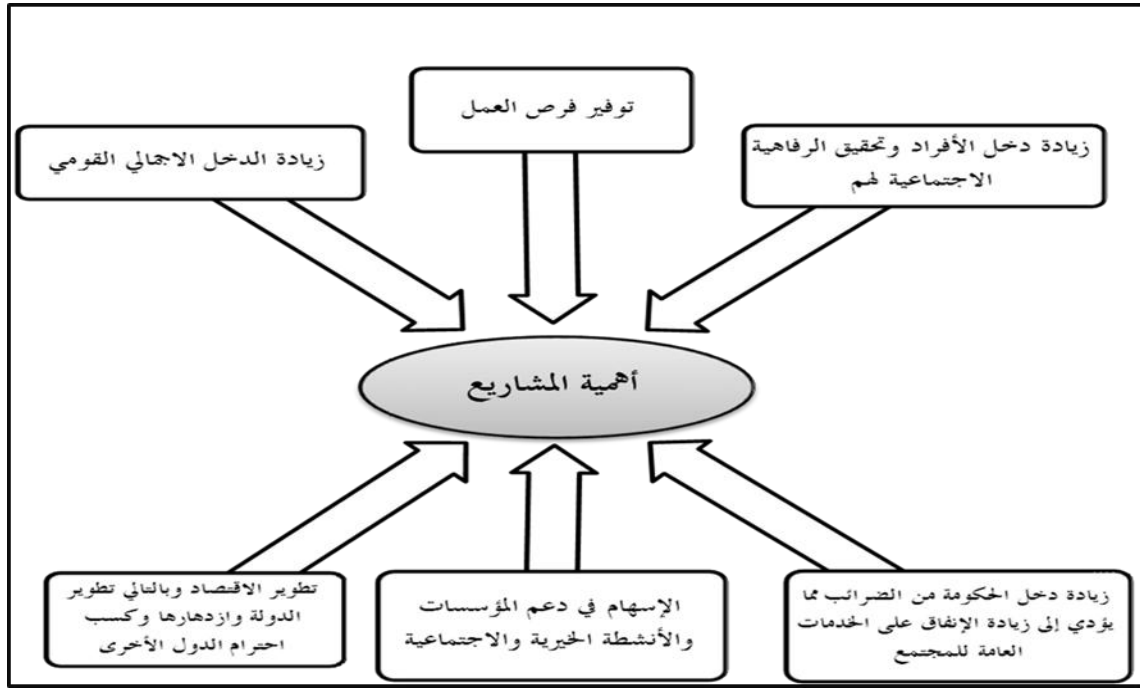 توفير فرص العمل
زيادة دخل الأفراد وتحقيق الرفاهية
الاجتماعية لهم
زيادة الدخل الاجمالي القومي
أهمية المشاريع
زيادة دخل الحكومة من الضرائب مما
يؤدي إلى زيادة الإنفاق على الخدمات
العامة للمجتمع
الإسهام في دعم المؤسسات
والأنشطة الخيرية والاجتماعية
تطوير الاقتصاد وبالتالي تطوير
الدولة وازدهارها وكسب
احترام الدول الأخرى